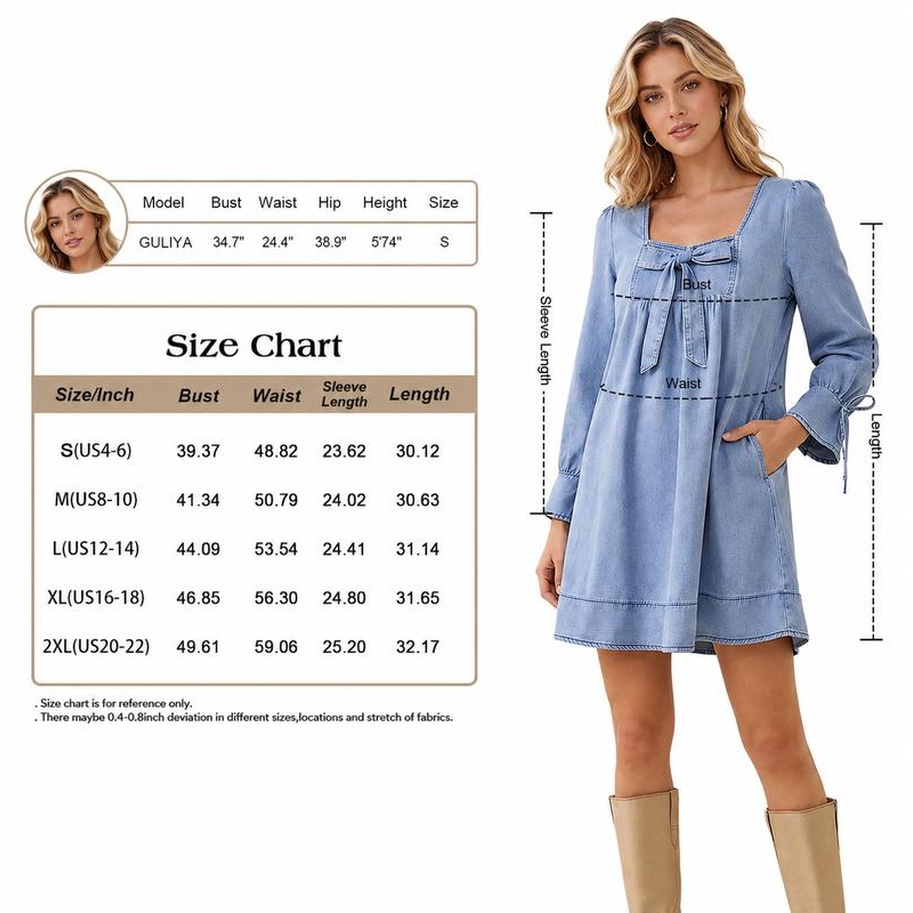 Model Bust Waist Hip Height Size
GULIYA 34.7" 24.4" 38.9" 5'74" S
Size Chart
Size/Inch Bust Waist Sleeve Length Length
S(US4-6) 39.37 48.82 23.62 30.12
M(US8-10) 41.34 50.79 24.02 30.63
L(US12-14) 44.09 53.54 24.41 31.14
XL(US16-18) 46.85 56.30 24.80 31.65
2XL(US20-22) 49.61 59.06 25.20 32.17
. Size chart is for reference only.
. There maybe 0.4-0.8inch deviation in different sizes,locations and stretch of fabrics.
Sleeve Length
Bust
Waist
Length